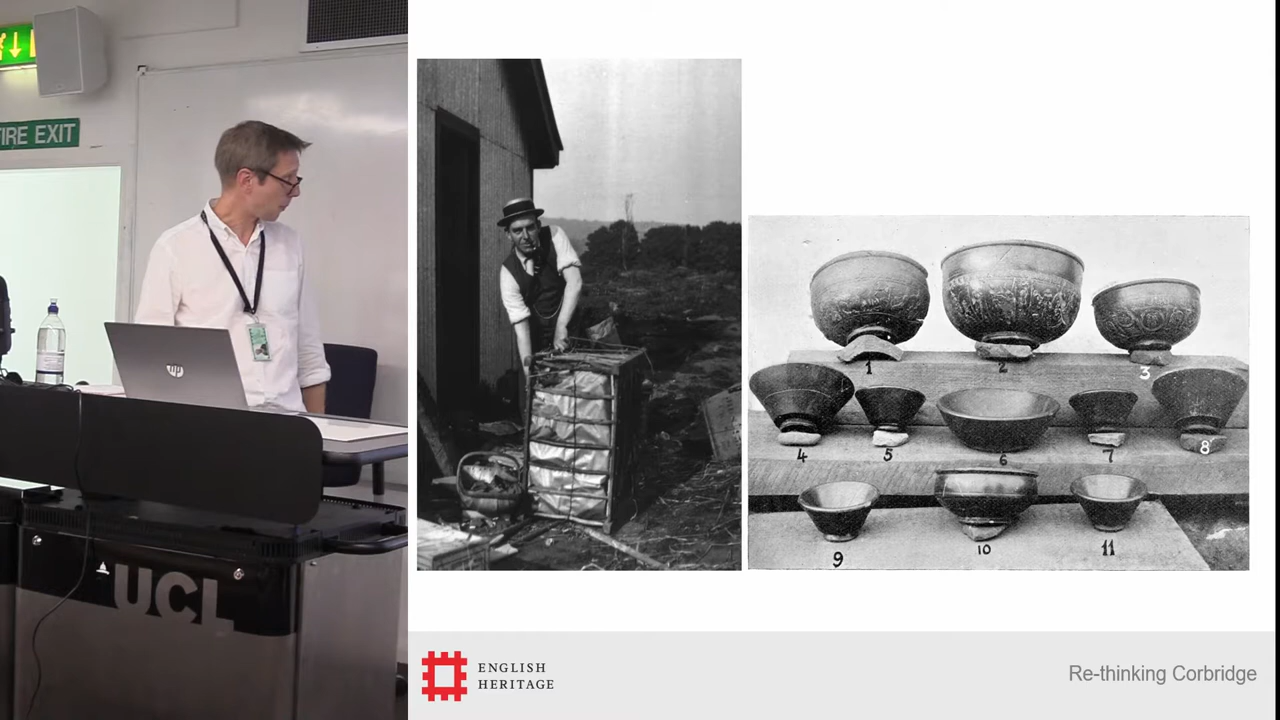 FIRE EXIT
hp
UCL
1
2
3
4
5
6
7
8
9
10
11
ENGLISH
HERITAGE
Re-thinking Corbridge